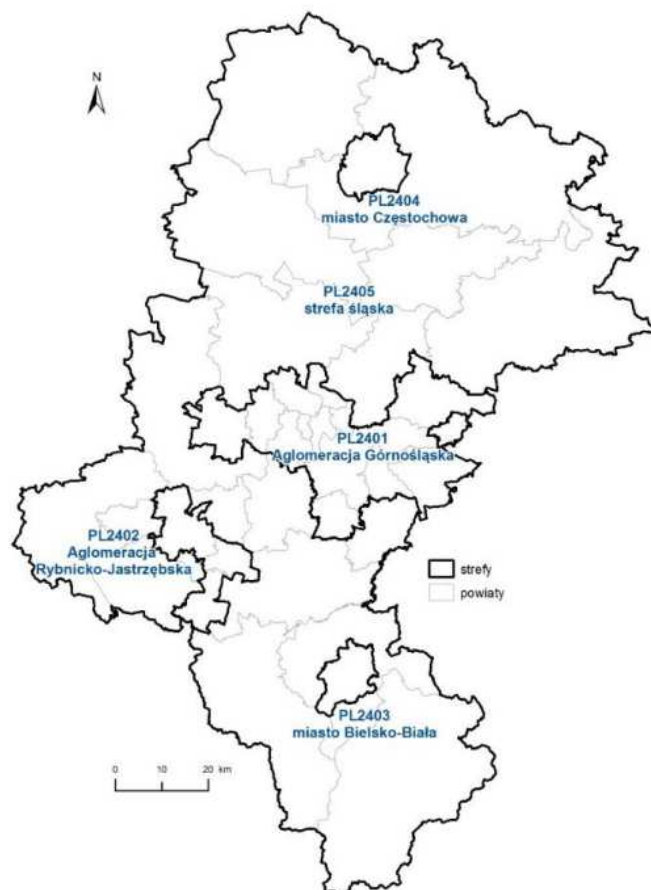 N
PL2404
miasto Częstochowa
PL2405
strefa śląska
PL2401
Aglomeracja Górnośląska
PL2402
Aglomeracja
Rybnicko-Jastrzębska
strefy
powiaty
PL2403
miasto Bielsko-Biała
0 10 20 km